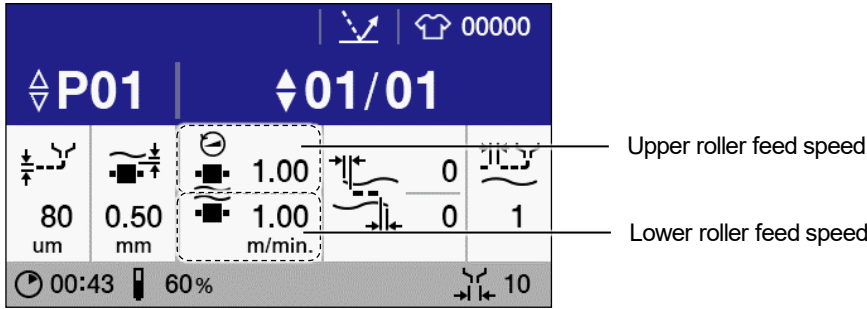 00000
P01 01/01
Upper roller feed speed
1.00 0
80 0.50 1.00 0 1
um mm m/min.
Lower roller feed speed
00:43 60% 10